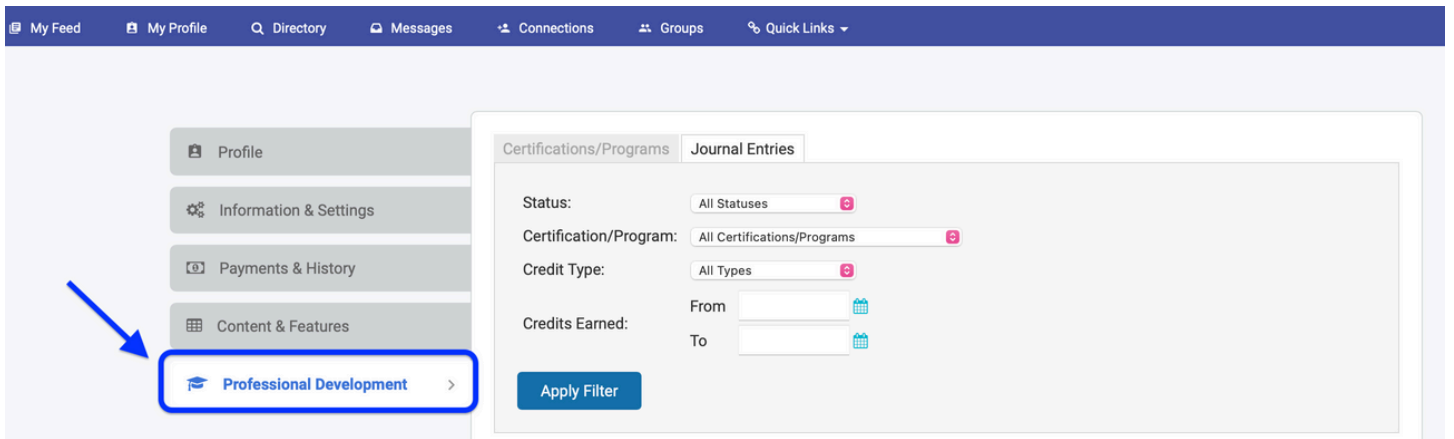 My Feed My Profile Directory Messages Connections Groups Quick Links
Profile
Information & Settings
Payments & History
Content & Features
Professional Development
Certifications/Programs Journal Entries
Status: All Statuses
Certification/Program: All Certifications/Programs
Credit Type: All Types
Credits Earned:
From
To
Apply Filter